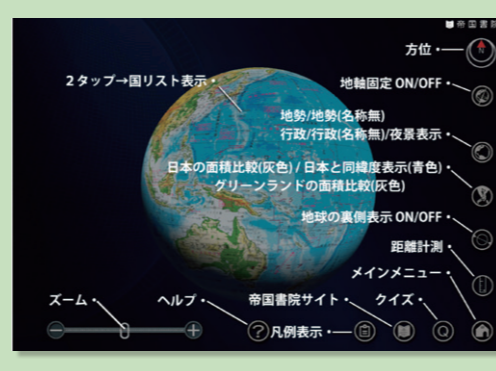 帝国書院
方位
N
2タップ→国リスト表示
地軸固定 ON/OFF
地勢/地勢(名称無)
行政/行政(名称無)/夜景表示
日本の面積比較(灰色)/日本と同緯度表示(青色)
グリーンランドの面積比較(灰色)
地球の裏側表示 ON/OFF
距離計測
メインメニュー
ズーム
ヘルプ
帝国書院サイト
クイズ
?
凡例表示
Q